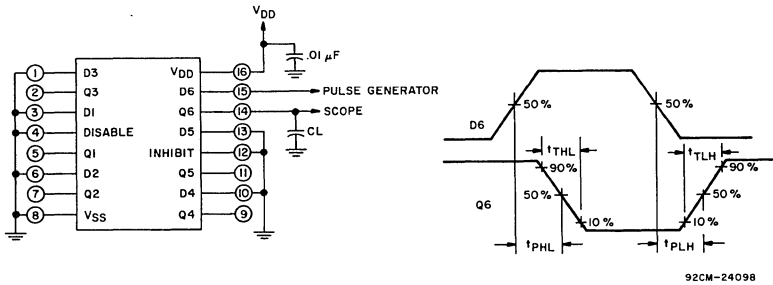 VDD
.01 µF
1 D3 VDD 16
2 Q3 D6 15 PULSE GENERATOR
3 D1 Q6 14 SCOPE
4 DISABLE D5 13 CL
5 Q1 INHIBIT 12
6 D2 Q5 11
7 Q2 D4 10
8 VSS Q4 9
D6 50% 50%
tTHL tTLH
90% 90%
Q6 50% 50%
10% 10%
tPHL tPLH
92CM-24098